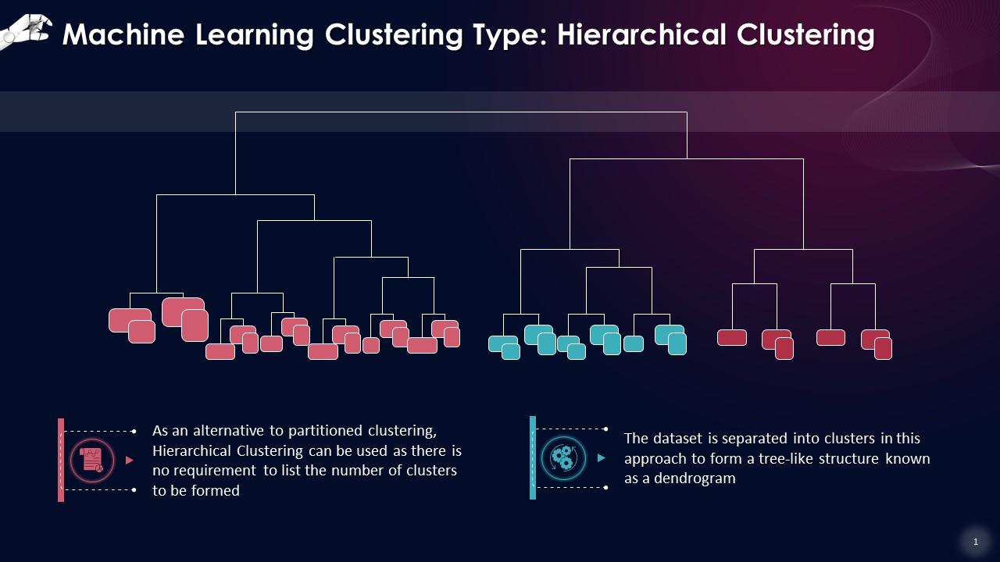 Machine Learning Clustering Type: Hierarchical Clustering
As an alternative to partitioned clustering,
Hierarchical Clustering can be used as there is
no requirement to list the number of clusters
to be formed
The dataset is separated into clusters in this
approach to form a tree-like structure known
as a dendrogram
1